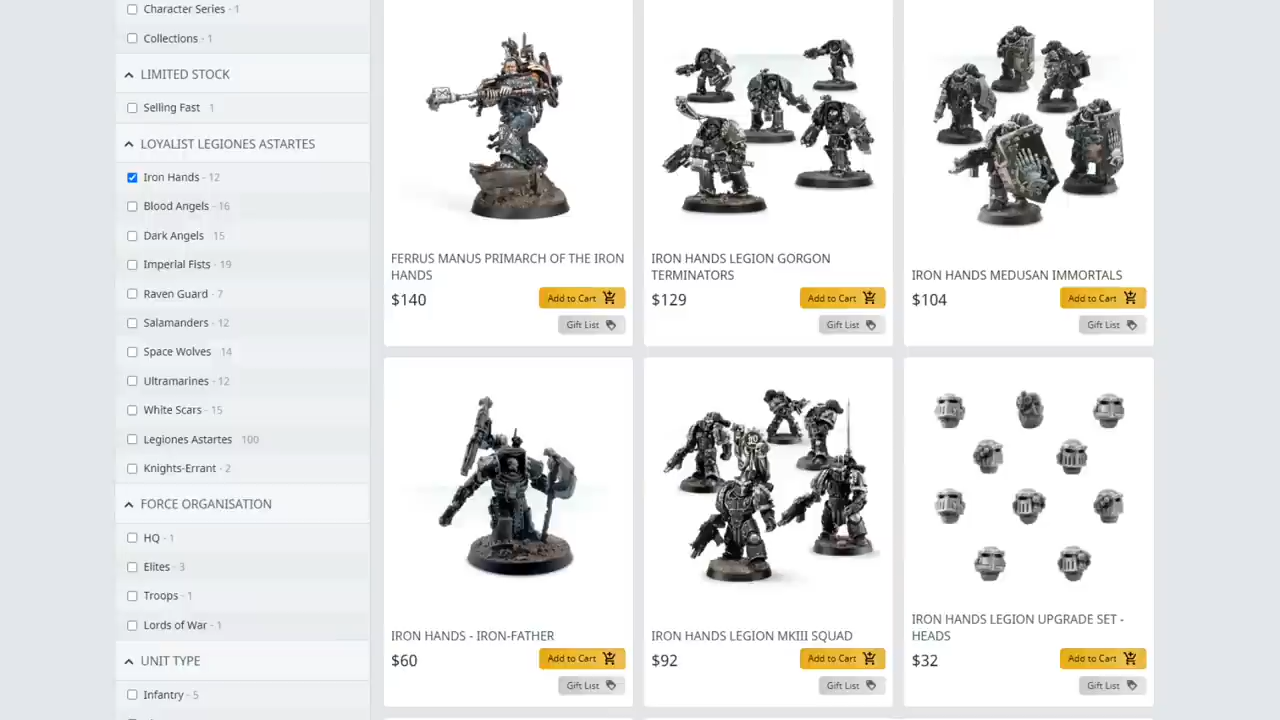 Character Series - 1
Collections - 1
LIMITED STOCK
Selling Fast 1
LOYALIST LEGIONES ASTARTES
Iron Hands - 12
Blood Angels - 16
Dark Angels 15
Imperial Fists - 19
Raven Guard - 7
Salamanders - 12
Space Wolves 14
Ultramarines - 12
White Scars - 15
Legiones Astartes 100
Knights-Errant - 2
FORCE ORGANISATION
HQ - 1
Elites - 3
Troops - 1
Lords of War - 1
UNIT TYPE
Infantry - 5
FERRUS MANUS PRIMARCH OF THE IRON
HANDS
$140
Add to Cart
Gift List
IRON HANDS LEGION GORGON
TERMINATORS
$129
Add to Cart
Gift List
IRON HANDS MEDUSAN IMMORTALS
$104
Add to Cart
Gift List
IRON HANDS - IRON-FATHER
$60
Add to Cart
Gift List
IRON HANDS LEGION MKIII SQUAD
$92
Add to Cart
Gift List
IRON HANDS LEGION UPGRADE SET -
HEADS
$32
Add to Cart
Gift List